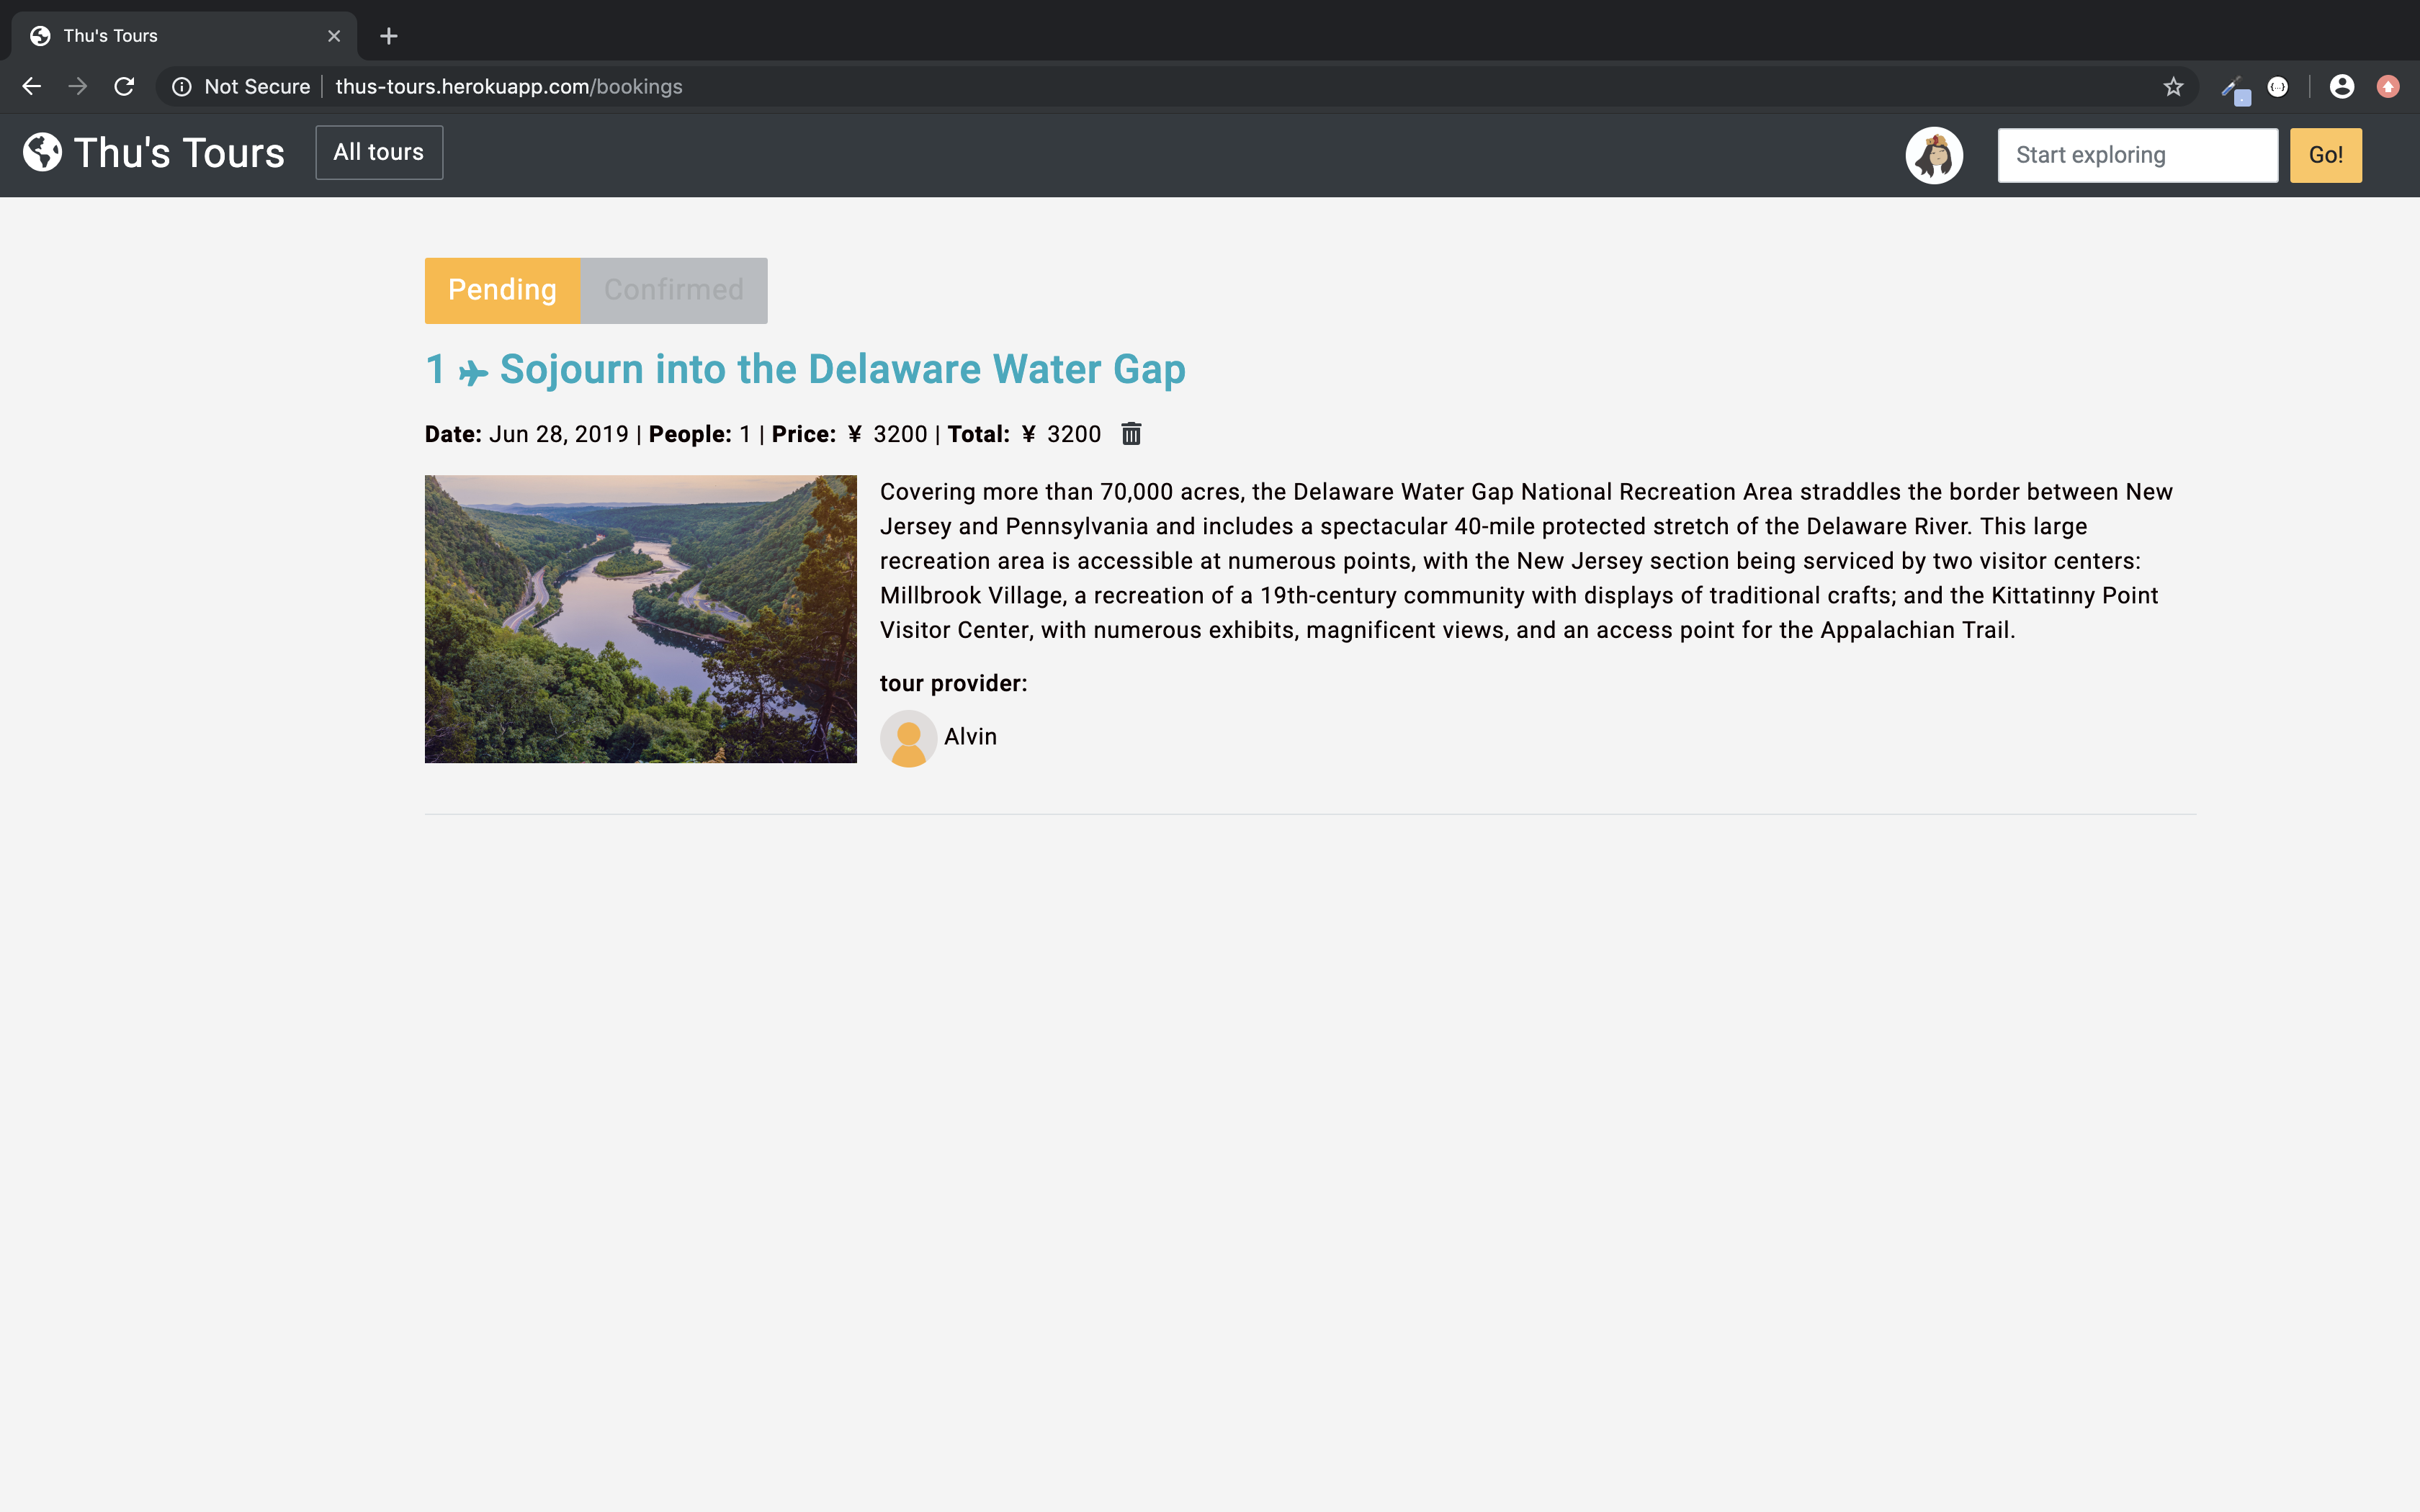 Thu's Tours
Not Secure | thus-tours.herokuapp.com/bookings
Thu's Tours All tours Start exploring Go!
Pending Confirmed
1 Sojourn into the Delaware Water Gap
Date: Jun 28, 2019 | People: 1 | Price: ¥ 3200 | Total: ¥ 3200
Covering more than 70,000 acres, the Delaware Water Gap National Recreation Area straddles the border between New
Jersey and Pennsylvania and includes a spectacular 40-mile protected stretch of the Delaware River. This large
recreation area is accessible at numerous points, with the New Jersey section being serviced by two visitor centers:
Millbrook Village, a recreation of a 19th-century community with displays of traditional crafts; and the Kittatinny Point
Visitor Center, with numerous exhibits, magnificent views, and an access point for the Appalachian Trail.
tour provider:
Alvin